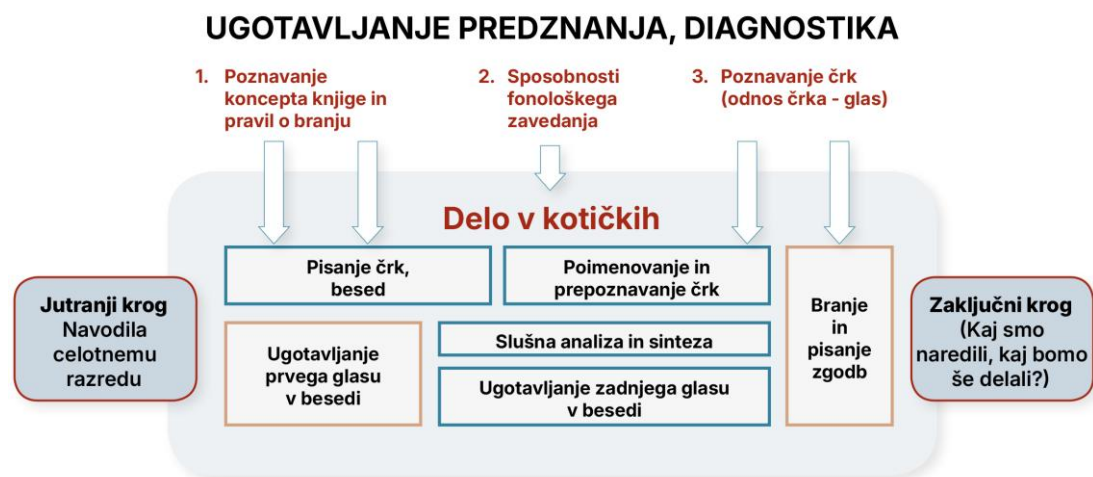 UGOTAVLJANJE PREDZNANJA, DIAGNOSTIKA
1. Poznavanje
koncepta knjige in
pravil o branju
2. Sposobnosti
fonološkega
zavedanja
3. Poznavanje črk
(odnos črka - glas)
Delo v kotičkih
Jutranji krog
Navodila
celotnemu
razredu
Pisanje črk,
besed
Poimenovanje in
prepoznavanje črk
Ugotavljanje
prvega glasu
v besedi
Slušna analiza in sinteza
Ugotavljanje zadnjega glasu
v besedi
Branje
in
pisanje
zgodb
Zaključni krog
(Kaj smo
naredili, kaj bomo
še delali?)